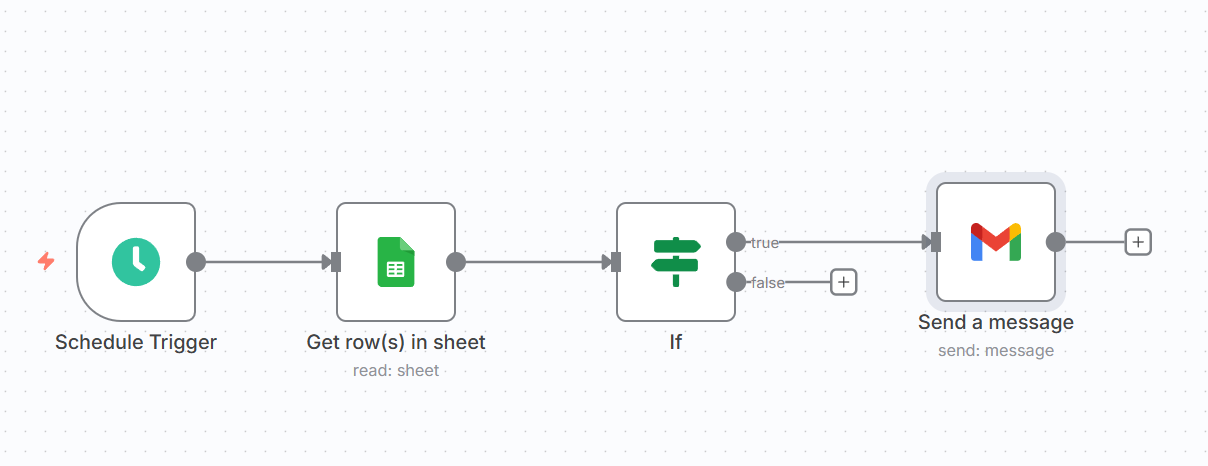 true
false
Schedule Trigger
Get row(s) in sheet
read: sheet
If
Send a message
send: message